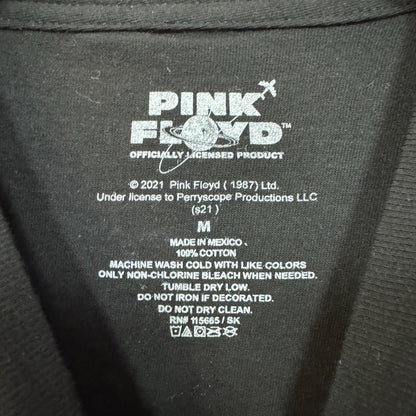 PINK
FLOYD™
OFFICIALLY LICENSED PRODUCT
© 2021 Pink Floyd ( 1987) Ltd.
Under license to Perryscope Productions LLC
(s21 )
M
MADE IN MEXICO
100% COTTON
MACHINE WASH COLD WITH LIKE COLORS
ONLY NON-CHLORINE BLEACH WHEN NEEDED.
TUMBLE DRY LOW.
DO NOT IRON IF DECORATED.
DO NOT DRY CLEAN.
RN# 115665 / SK